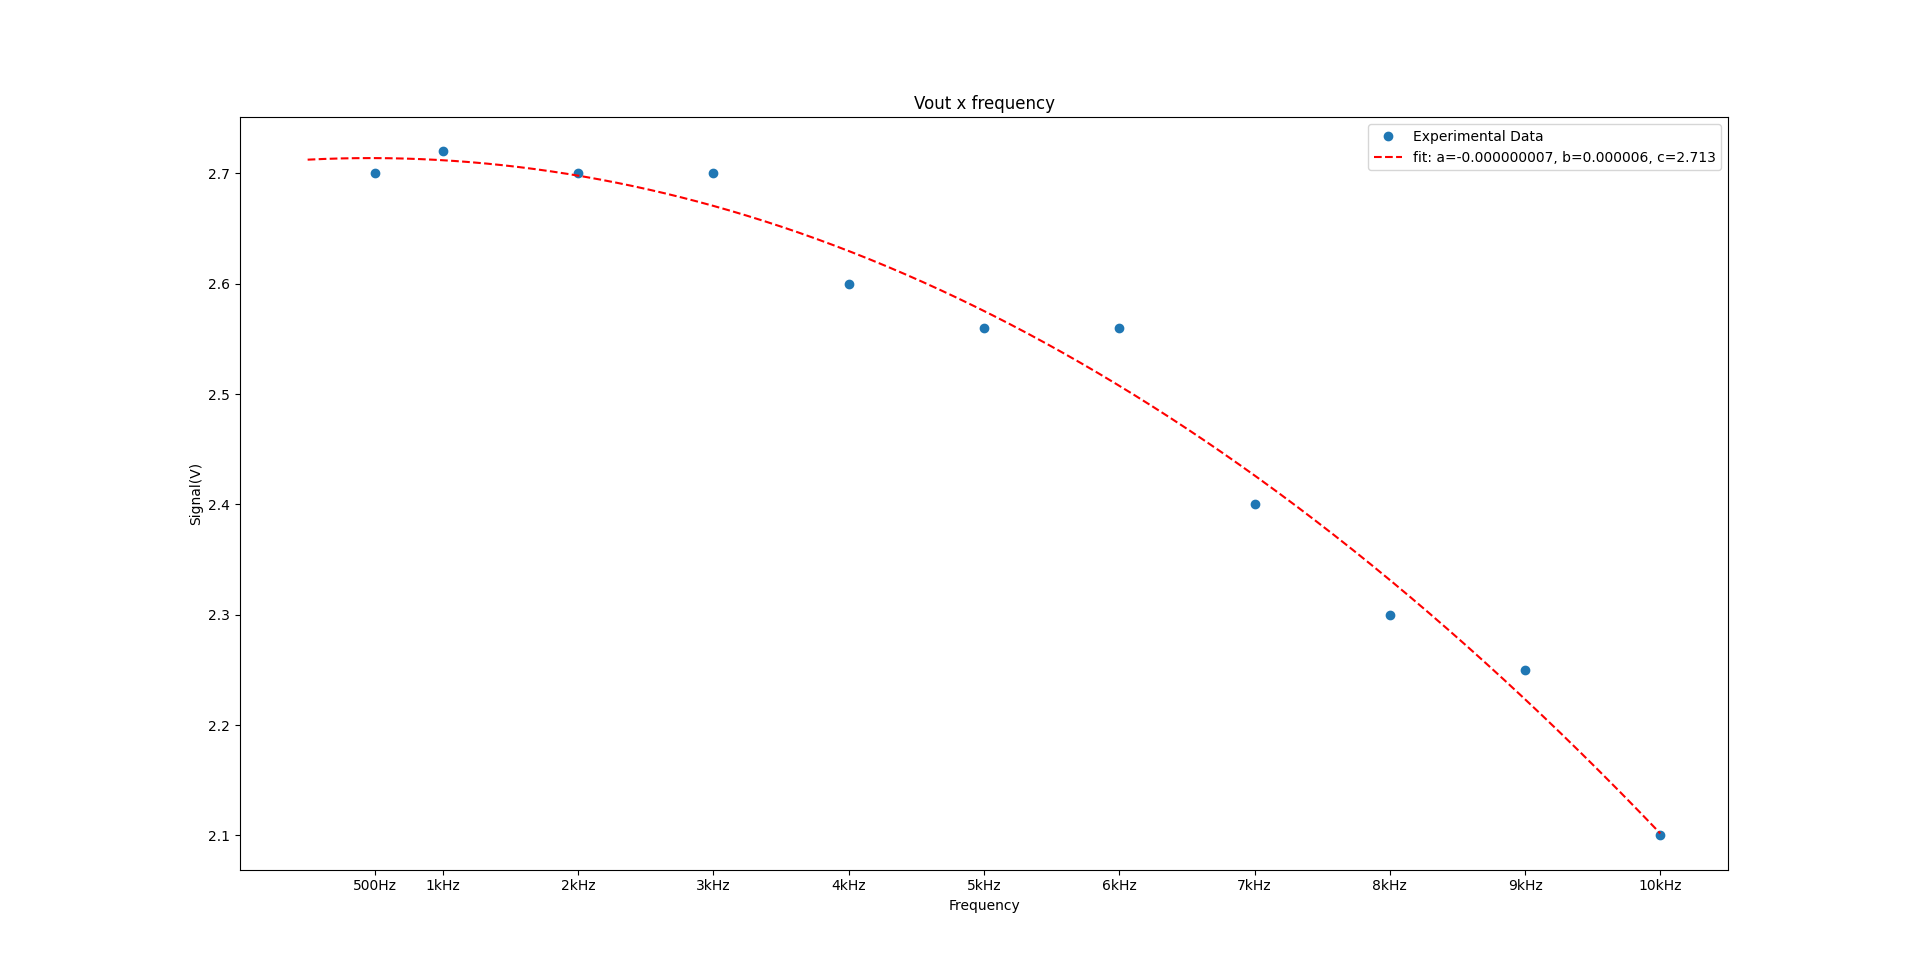 Vout x frequency
Experimental Data
fit: a=-0.000000007, b=0.000006, c=2.713
2.7
2.6
2.5
2.4
2.3
2.2
2.1
Signal(V)
500Hz 1kHz 2kHz 3kHz 4kHz 5kHz 6kHz 7kHz 8kHz 9kHz 10kHz
Frequency